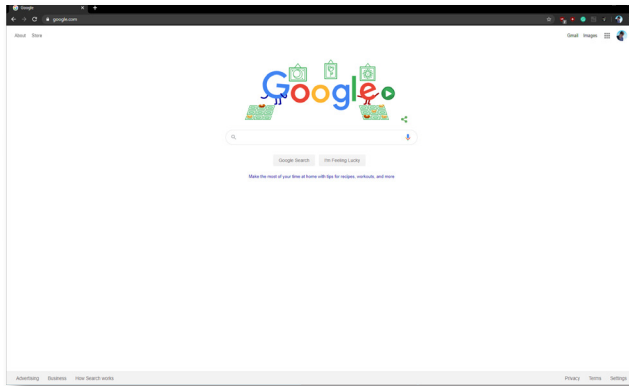 Google
google.com
About Store
Gmail Images
Google
Google Search I'm Feeling Lucky
Make the most of your time at home with tips for recipes, workouts, and more
Advertising Business How Search works
Privacy Terms Settings